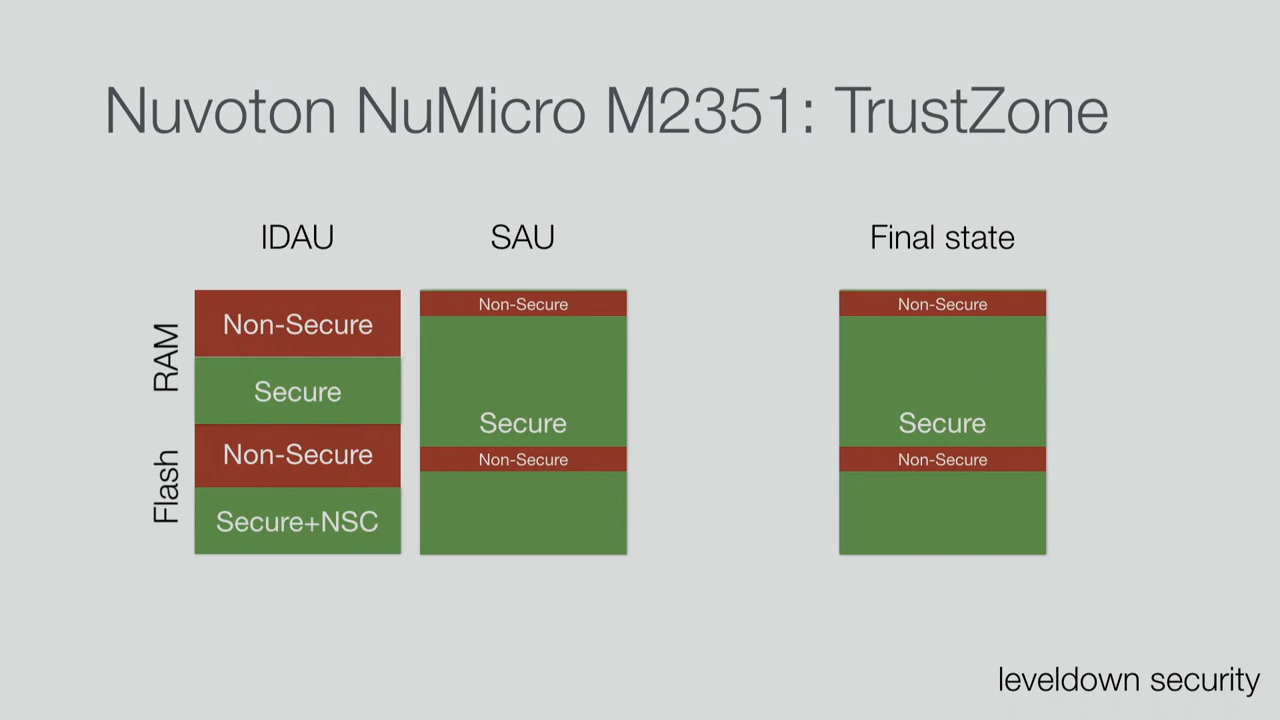 Nuvoton NuMicro M2351: TrustZone
IDAU
SAU
Final state
RAM
Flash
Non-Secure
Secure
Non-Secure
Secure+NSC
Non-Secure
Secure
Non-Secure
Non-Secure
Secure
Non-Secure
leveldown security